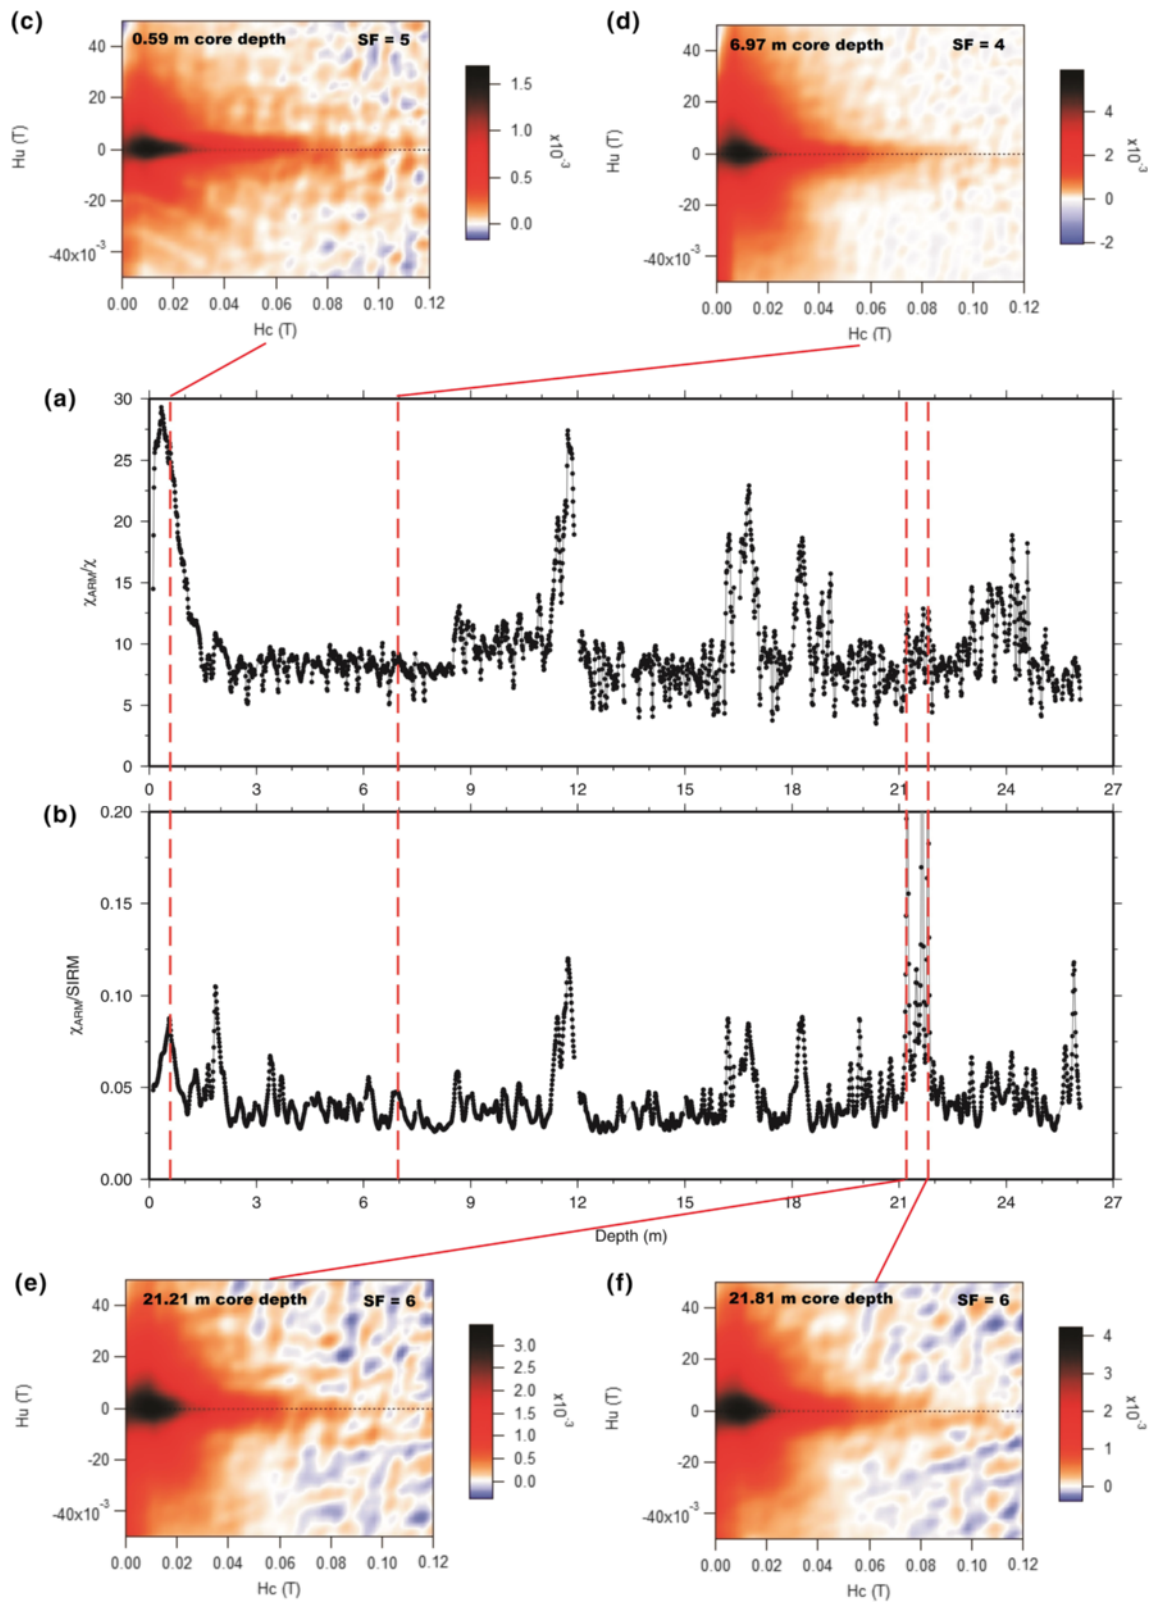 (c)
0.59 m core depth SF = 5
40
20
0
-20
-40x10-3
Hu (T)
0.00 0.02 0.04 0.06 0.08 0.10 0.12
Hc (T)
1.5
1.0
0.5
0.0
x10-3
(d)
6.97 m core depth SF = 4
40
20
0
-20
-40x10-3
Hu (T)
0.00 0.02 0.04 0.06 0.08 0.10 0.12
Hc (T)
4
2
0
-2
x10-3
(a)
30
25
20
15
10
5
0
χARM/χ
0 3 6 9 12 15 18 21 24 27
(b)
0.20
0.15
0.10
0.05
0.00
χARM/SIRM
0 3 6 9 12 15 18 21 24 27
Depth (m)
(e)
21.21 m core depth SF = 6
40
20
0
-20
-40x10-3
Hu (T)
0.00 0.02 0.04 0.06 0.08 0.10 0.12
Hc (T)
3.0
2.5
2.0
1.5
1.0
0.5
0.0
x10-3
(f)
21.81 m core depth SF = 6
40
20
0
-20
-40x10-3
Hu (T)
0.00 0.02 0.04 0.06 0.08 0.10 0.12
Hc (T)
4
3
2
1
0
x10-3